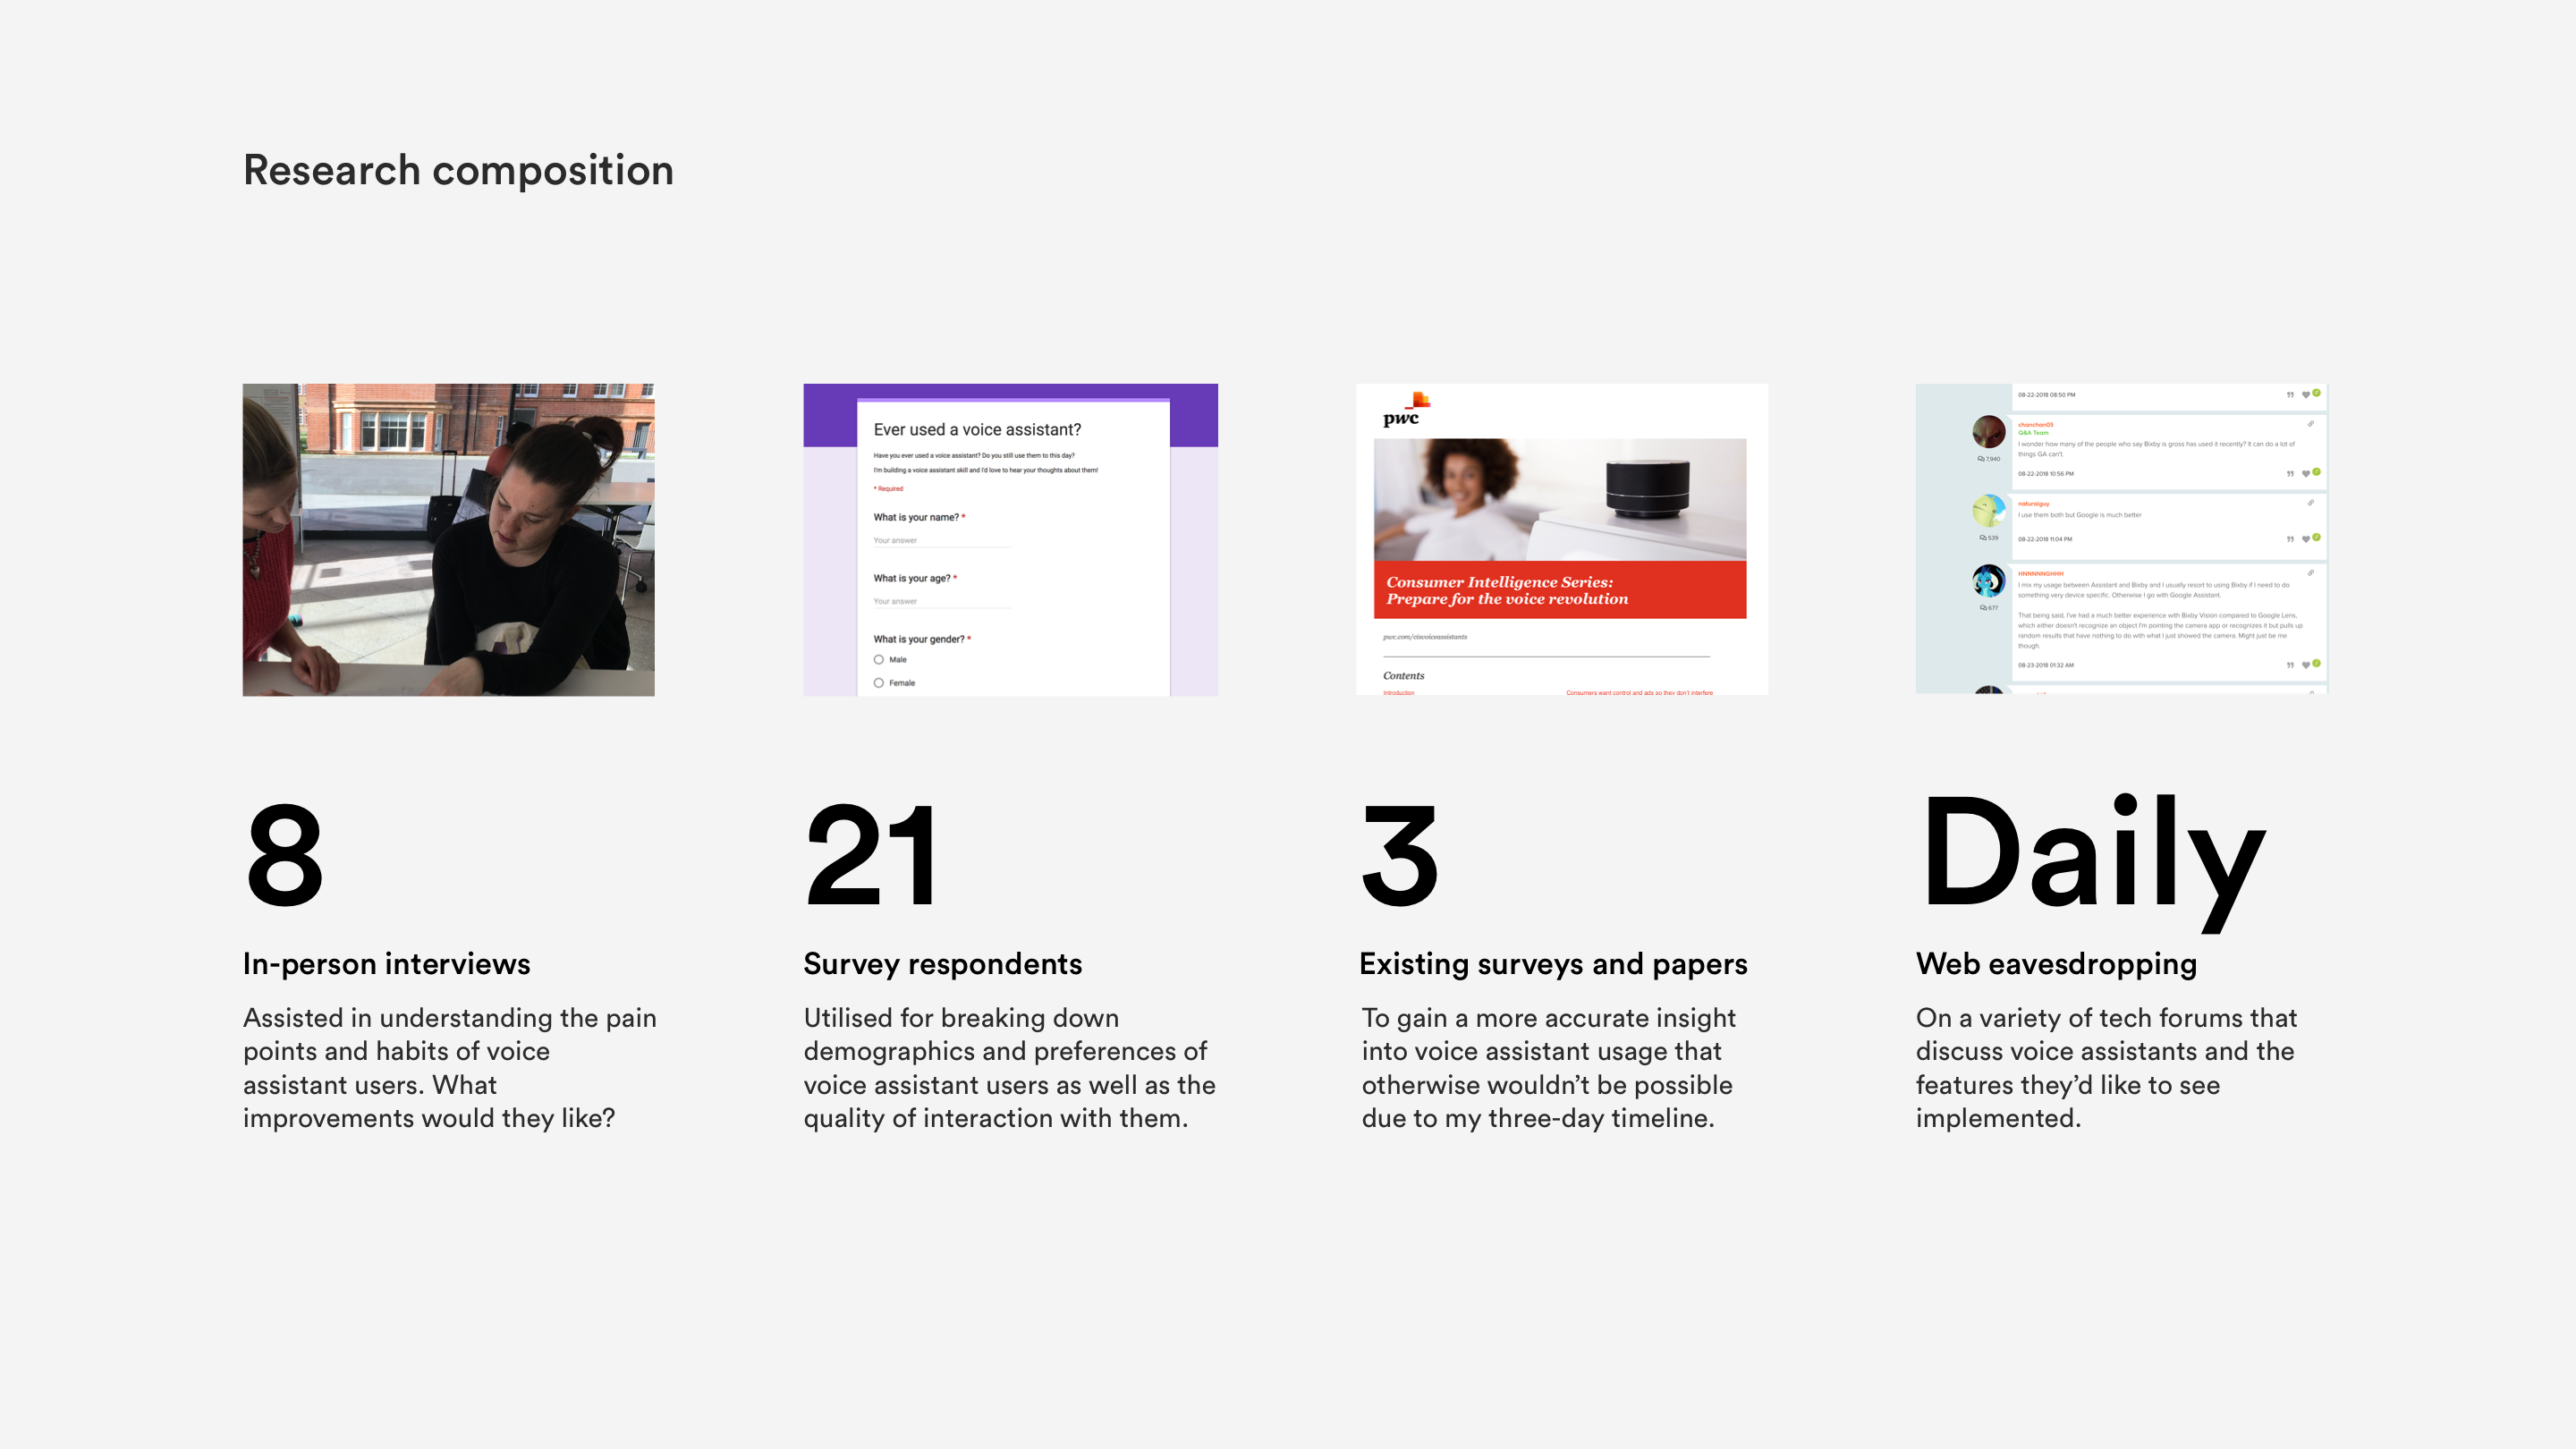 Research composition
Ever used a voice assistant?
Have you ever used a voice assistant? Do you still use them to this day?
I'm building a voice assistant skill and I'd love to hear your thoughts about them!
* Required
What is your name? *
Your answer
What is your age? *
Your answer
What is your gender? *
Male
Female
pwc
Consumer Intelligence Series:
Prepare for the voice revolution
pwc.com/cisvoiceassistants
Contents
Introduction
Consumers want control and ads so they don't interfere
08-22-2018 08:50 PM
chanchan05
Q&A Team
I wonder how many of the people who say Bixby is gross has used it recently? It can do a lot of
things GA can't.
7,940
08-22-2018 10:56 PM
naturalguy
I use them both but Google is much better
539
08-22-2018 11:04 PM
HNNNNNGHHH
I mix my usage between Assistant and Bixby and I usually resort to using Bixby if I need to do
something very device specific. Otherwise I go with Google Assistant.
677
That being said, I've had a much better experience with Bixby Vision compared to Google Lens,
which either doesn't recognize an object I'm pointing the camera app or recognizes it but pulls up
random results that have nothing to do with what I just showed the camera. Might just be me
though.
08-23-2018 01:32 AM
8
In-person interviews
Assisted in understanding the pain
points and habits of voice
assistant users. What
improvements would they like?
21
Survey respondents
Utilised for breaking down
demographics and preferences of
voice assistant users as well as the
quality of interaction with them.
3
Existing surveys and papers
To gain a more accurate insight
into voice assistant usage that
otherwise wouldn't be possible
due to my three-day timeline.
Daily
Web eavesdropping
On a variety of tech forums that
discuss voice assistants and the
features they'd like to see
implemented.